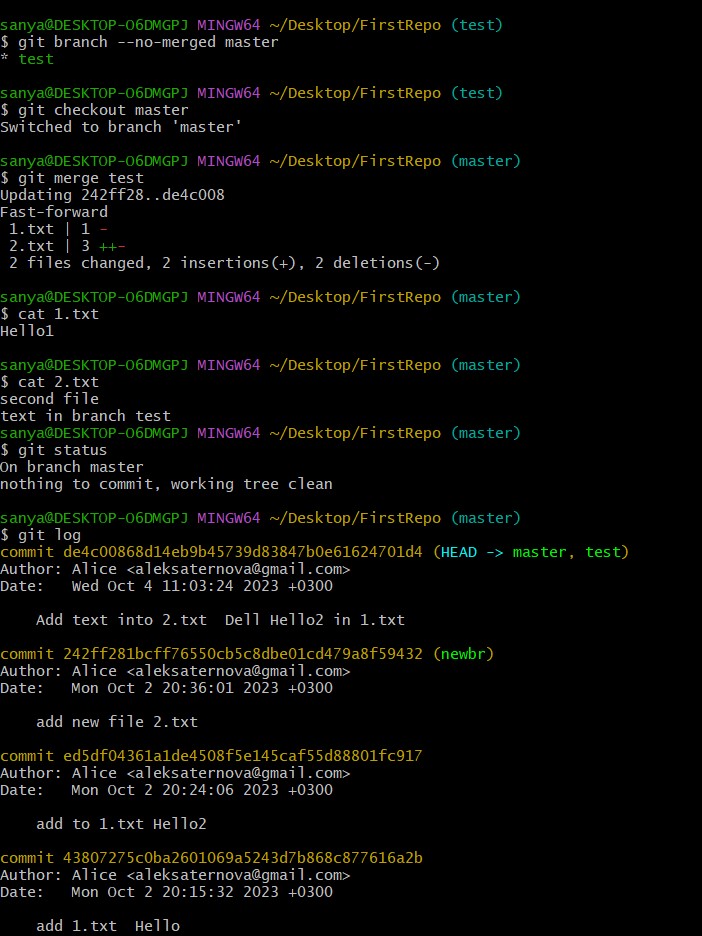 sanya@DESKTOP-O6DMGPJ MINGW64 ~/Desktop/FirstRepo (test)
$ git branch --no-merged master
* test
sanya@DESKTOP-O6DMGPJ MINGW64 ~/Desktop/FirstRepo (test)
$ git checkout master
Switched to branch 'master'
sanya@DESKTOP-O6DMGPJ MINGW64 ~/Desktop/FirstRepo (master)
$ git merge test
Updating 242ff28..de4c008
Fast-forward
 1.txt | 1 -
 2.txt | 3 ++-
 2 files changed, 2 insertions(+), 2 deletions(-)
sanya@DESKTOP-O6DMGPJ MINGW64 ~/Desktop/FirstRepo (master)
$ cat 1.txt
Hello1
sanya@DESKTOP-O6DMGPJ MINGW64 ~/Desktop/FirstRepo (master)
$ cat 2.txt
second file
text in branch test
sanya@DESKTOP-O6DMGPJ MINGW64 ~/Desktop/FirstRepo (master)
$ git status
On branch master
nothing to commit, working tree clean
sanya@DESKTOP-O6DMGPJ MINGW64 ~/Desktop/FirstRepo (master)
$ git log
commit de4c00868d14eb9b45739d83847b0e61624701d4 (HEAD -> master, test)
Author: Alice <aleksaternova@gmail.com>
Date:   Wed Oct 4 11:03:24 2023 +0300
    Add text into 2.txt  Dell Hello2 in 1.txt
commit 242ff281bcff76550cb5c8dbe01cd479a8f59432 (newbr)
Author: Alice <aleksaternova@gmail.com>
Date:   Mon Oct 2 20:36:01 2023 +0300
    add new file 2.txt
commit ed5df04361a1de4508f5e145caf55d88801fc917
Author: Alice <aleksaternova@gmail.com>
Date:   Mon Oct 2 20:24:06 2023 +0300
    add to 1.txt Hello2
commit 43807275c0ba2601069a5243d7b868c877616a2b
Author: Alice <aleksaternova@gmail.com>
Date:   Mon Oct 2 20:15:32 2023 +0300
    add 1.txt  Hello